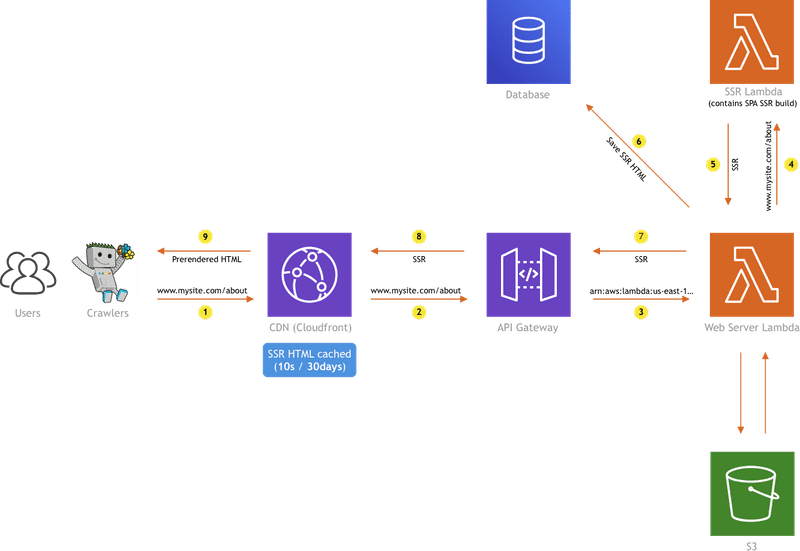 Database
SSR Lambda
(contains SPA SSR build)
6
Save SSR HTML
5
SSR
www.mysite.com/about
4
9
Prerendered HTML
8
SSR
7
SSR
www.mysite.com/about
1
www.mysite.com/about
2
arn:aws:lambda:us-east-1...
3
Users
Crawlers
CDN (Cloudfront)
API Gateway
Web Server Lambda
SSR HTML cached
(10s / 30days)
S3